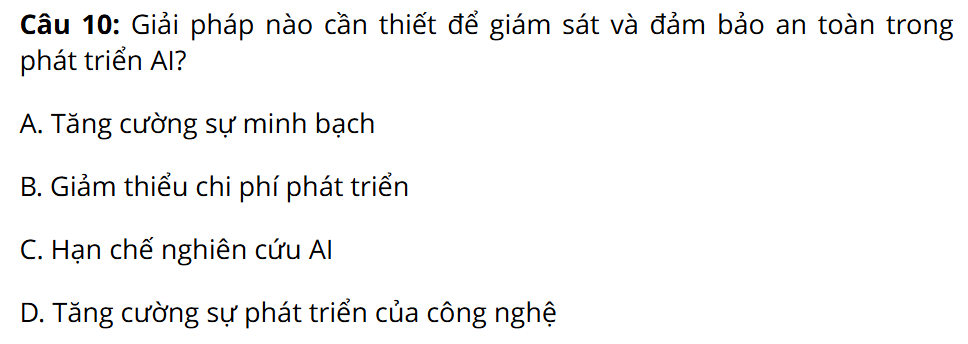 Câu 10: Giải pháp nào cần thiết để giám sát và đảm bảo an toàn trong
phát triển AI?
A. Tăng cường sự minh bạch
B. Giảm thiểu chi phí phát triển
C. Hạn chế nghiên cứu AI
D. Tăng cường sự phát triển của công nghệ